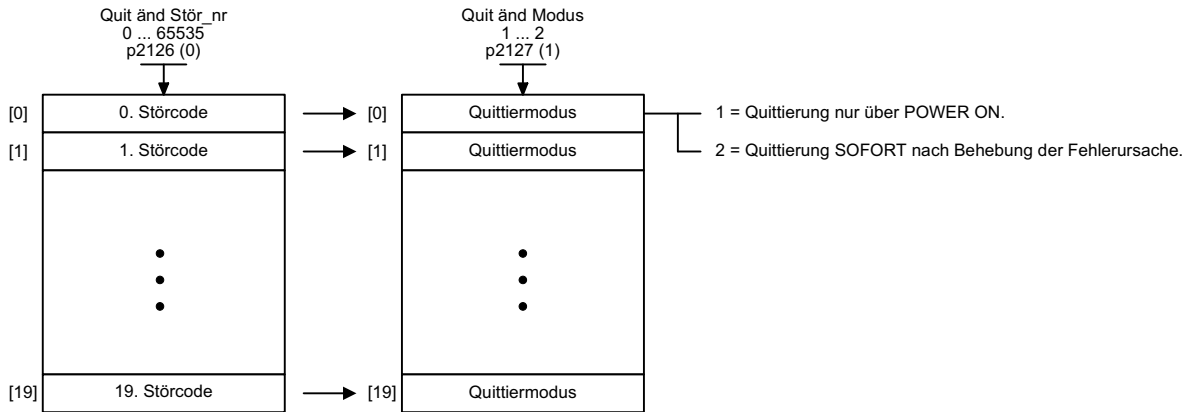 Quit änd Stör_nr
0 ... 65535
p2126 (0)
Quit änd Modus
1 ... 2
p2127 (1)
[0] 0. Störcode [0] Quittiermodus 1 = Quittierung nur über POWER ON.
[1] 1. Störcode [1] Quittiermodus 2 = Quittierung SOFORT nach Behebung der Fehlerursache.
[19] 19. Störcode [19] Quittiermodus